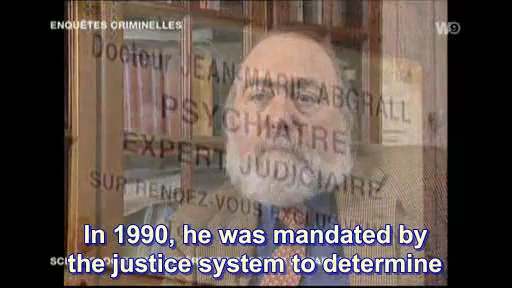 ENQUÊTES CRIMINELLES
W9
Docteur JEAN-MARIE ABGRALL
PSYCHIATRE
EXPERT JUDICIAIRE
SUR RENDEZ-VOUS
In 1990, he was mandated by
the justice system to determine